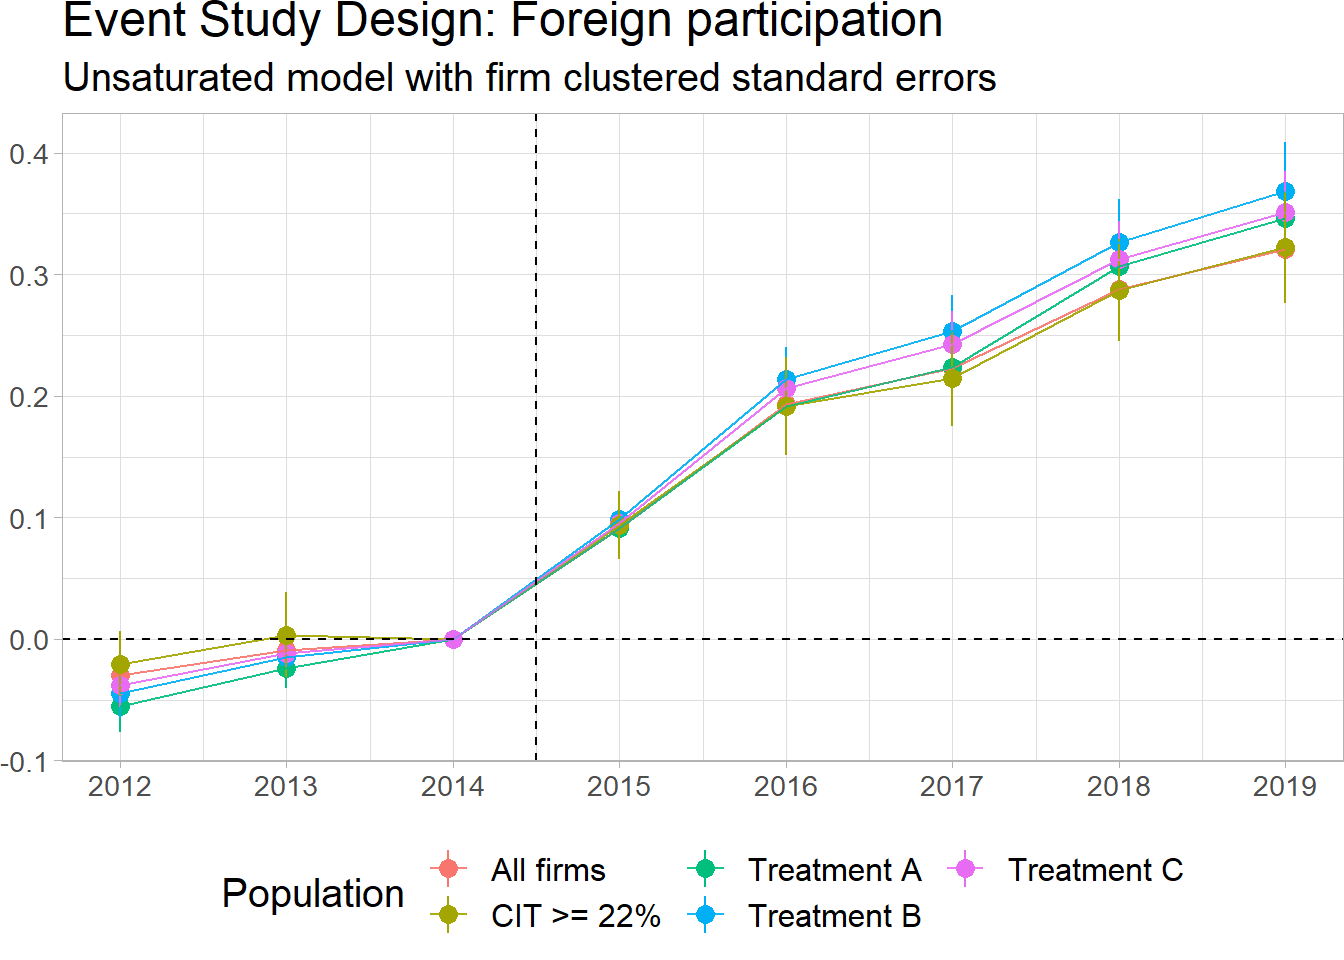 Event Study Design: Foreign participation
Unsaturated model with firm clustered standard errors
0.4
0.3
0.2
0.1
0.0
-0.1
2012 2013 2014 2015 2016 2017 2018 2019
Population
All firms Treatment A Treatment C
CIT >= 22% Treatment B